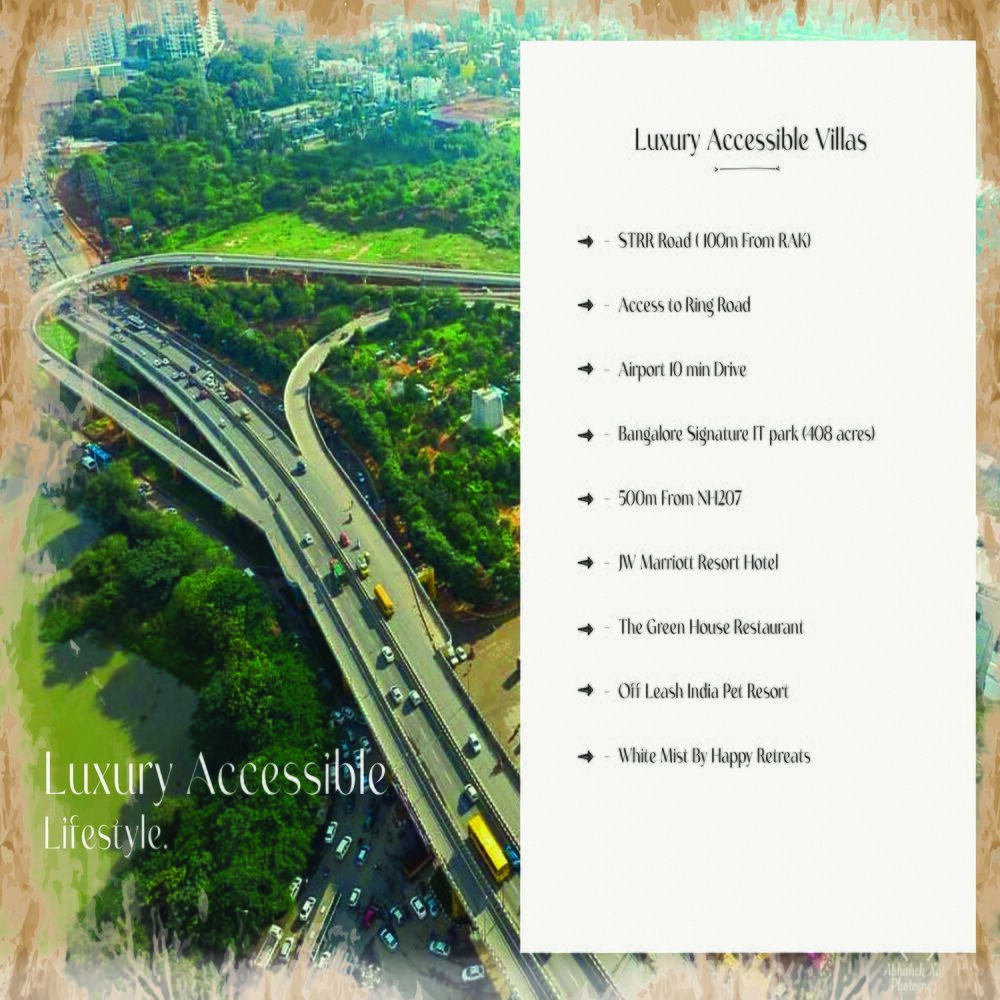 Luxury Accessible Villas
STRR Road ( 100m From RAK)
- Access to Ring Road
- Airport 10 min Drive
- Bangalore Signature IT park (408 acres)
- 500m From NH207
- JW Marriott Resort Hotel
- The Green House Restaurant
- Off Leash India Pet Resort
- White Mist By Happy Retreats
Luxury Accessible
Lifestyle.